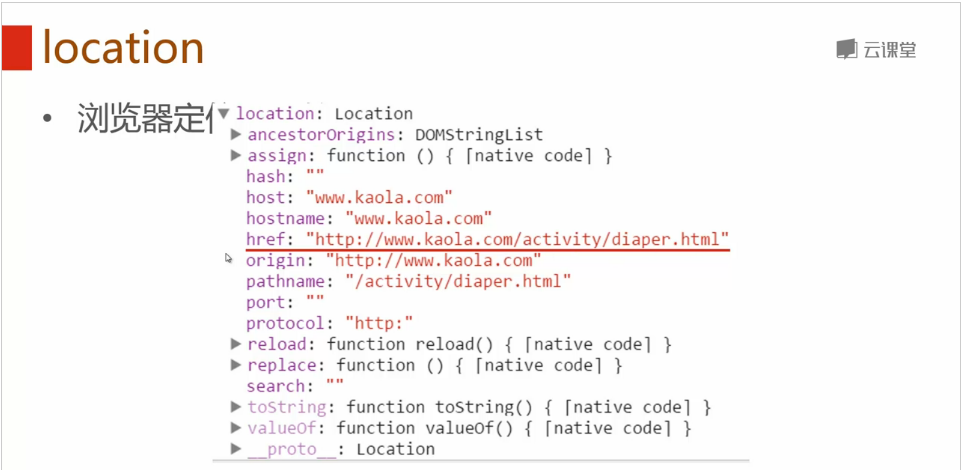 location
云课堂
• 浏览器定
▼ location: Location
▶ ancestorOrigins: DOMStringList
▶ assign: function () { [native code] }
hash: ""
host: "www.kaola.com"
hostname: "www.kaola.com"
href: "http://www.kaola.com/activity/diaper.html"
origin: "http://www.kaola.com"
pathname: "/activity/diaper.html"
port: ""
protocol: "http:"
▶ reload: function reload() { [native code] }
▶ replace: function () { [native code] }
search: ""
▶ toString: function toString() { [native code] }
▶ valueOf: function valueOf() { [native code] }
▶ __proto__: Location